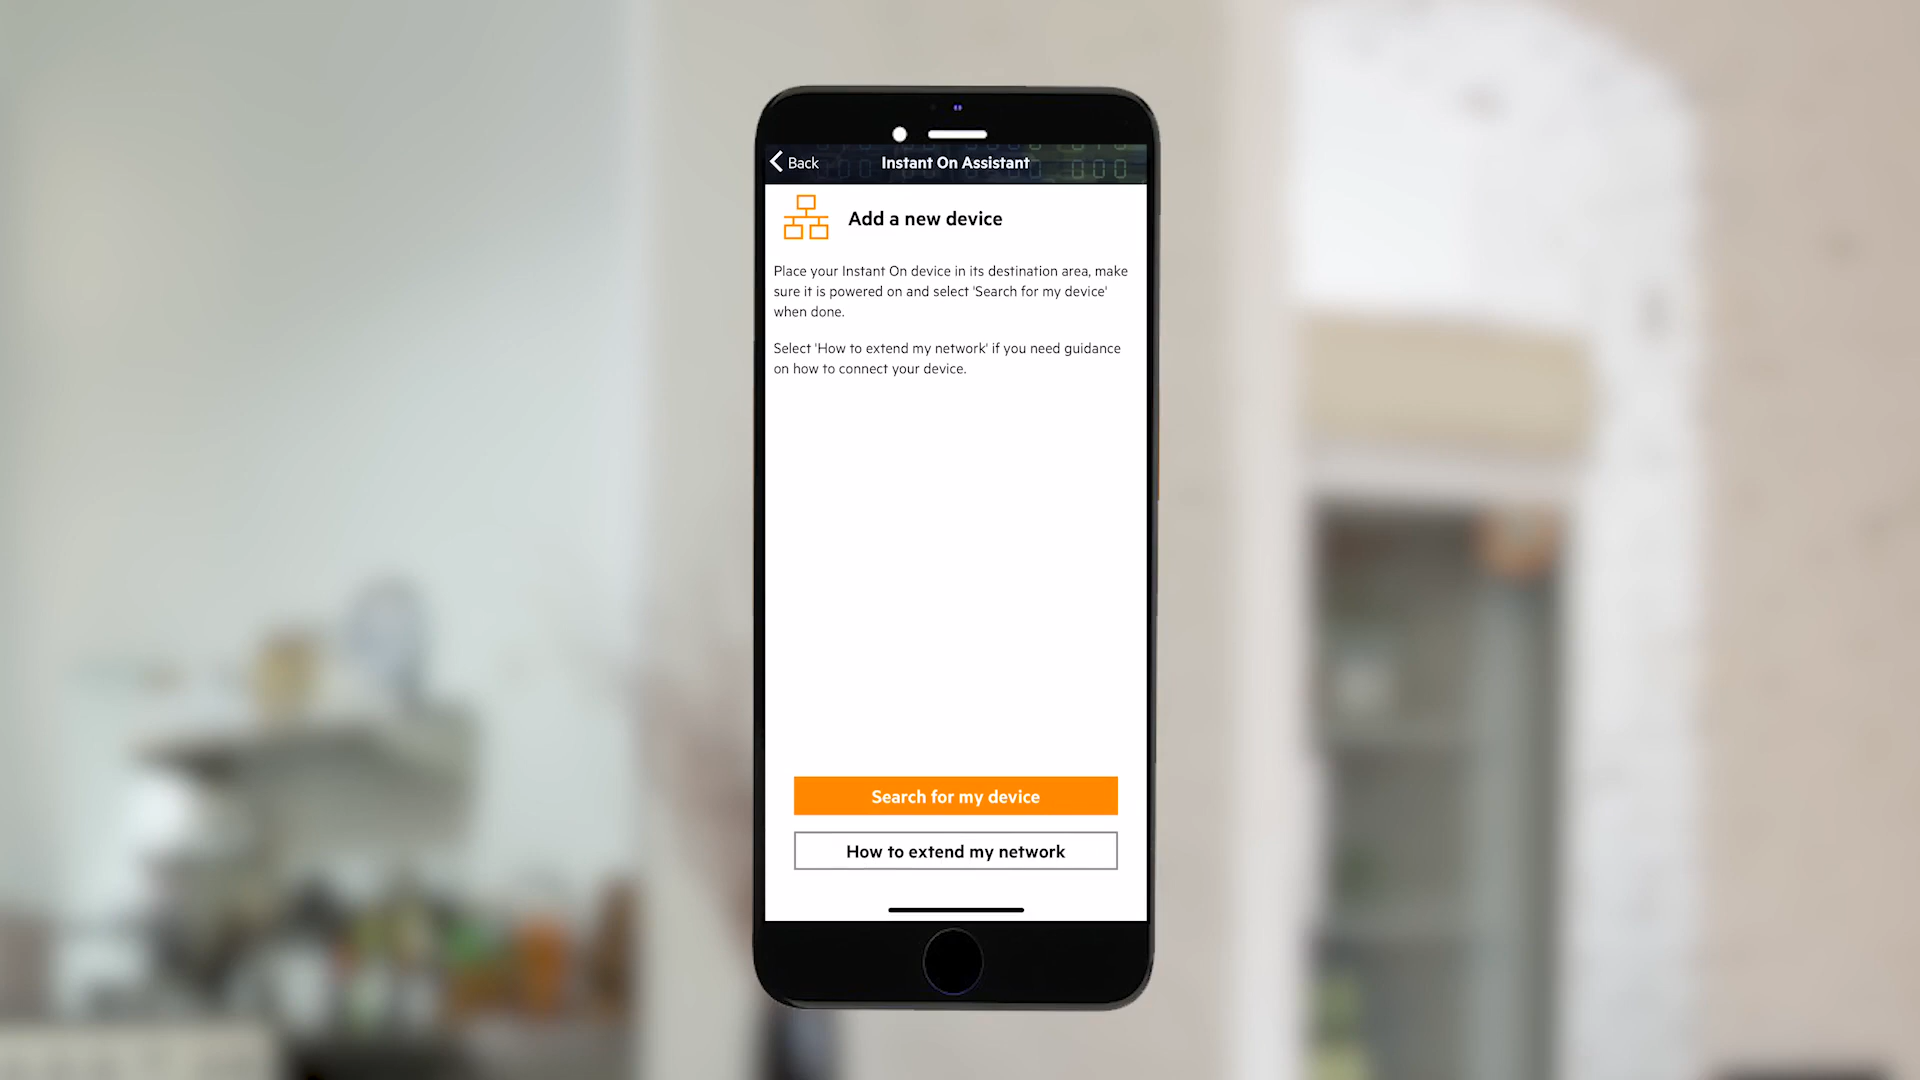 Back
Instant On Assistant
Add a new device
Place your Instant On device in its destination area, make
sure it is powered on and select 'Search for my device'
when done.
Select 'How to extend my network' if you need guidance
on how to connect your device.
Search for my device
How to extend my network